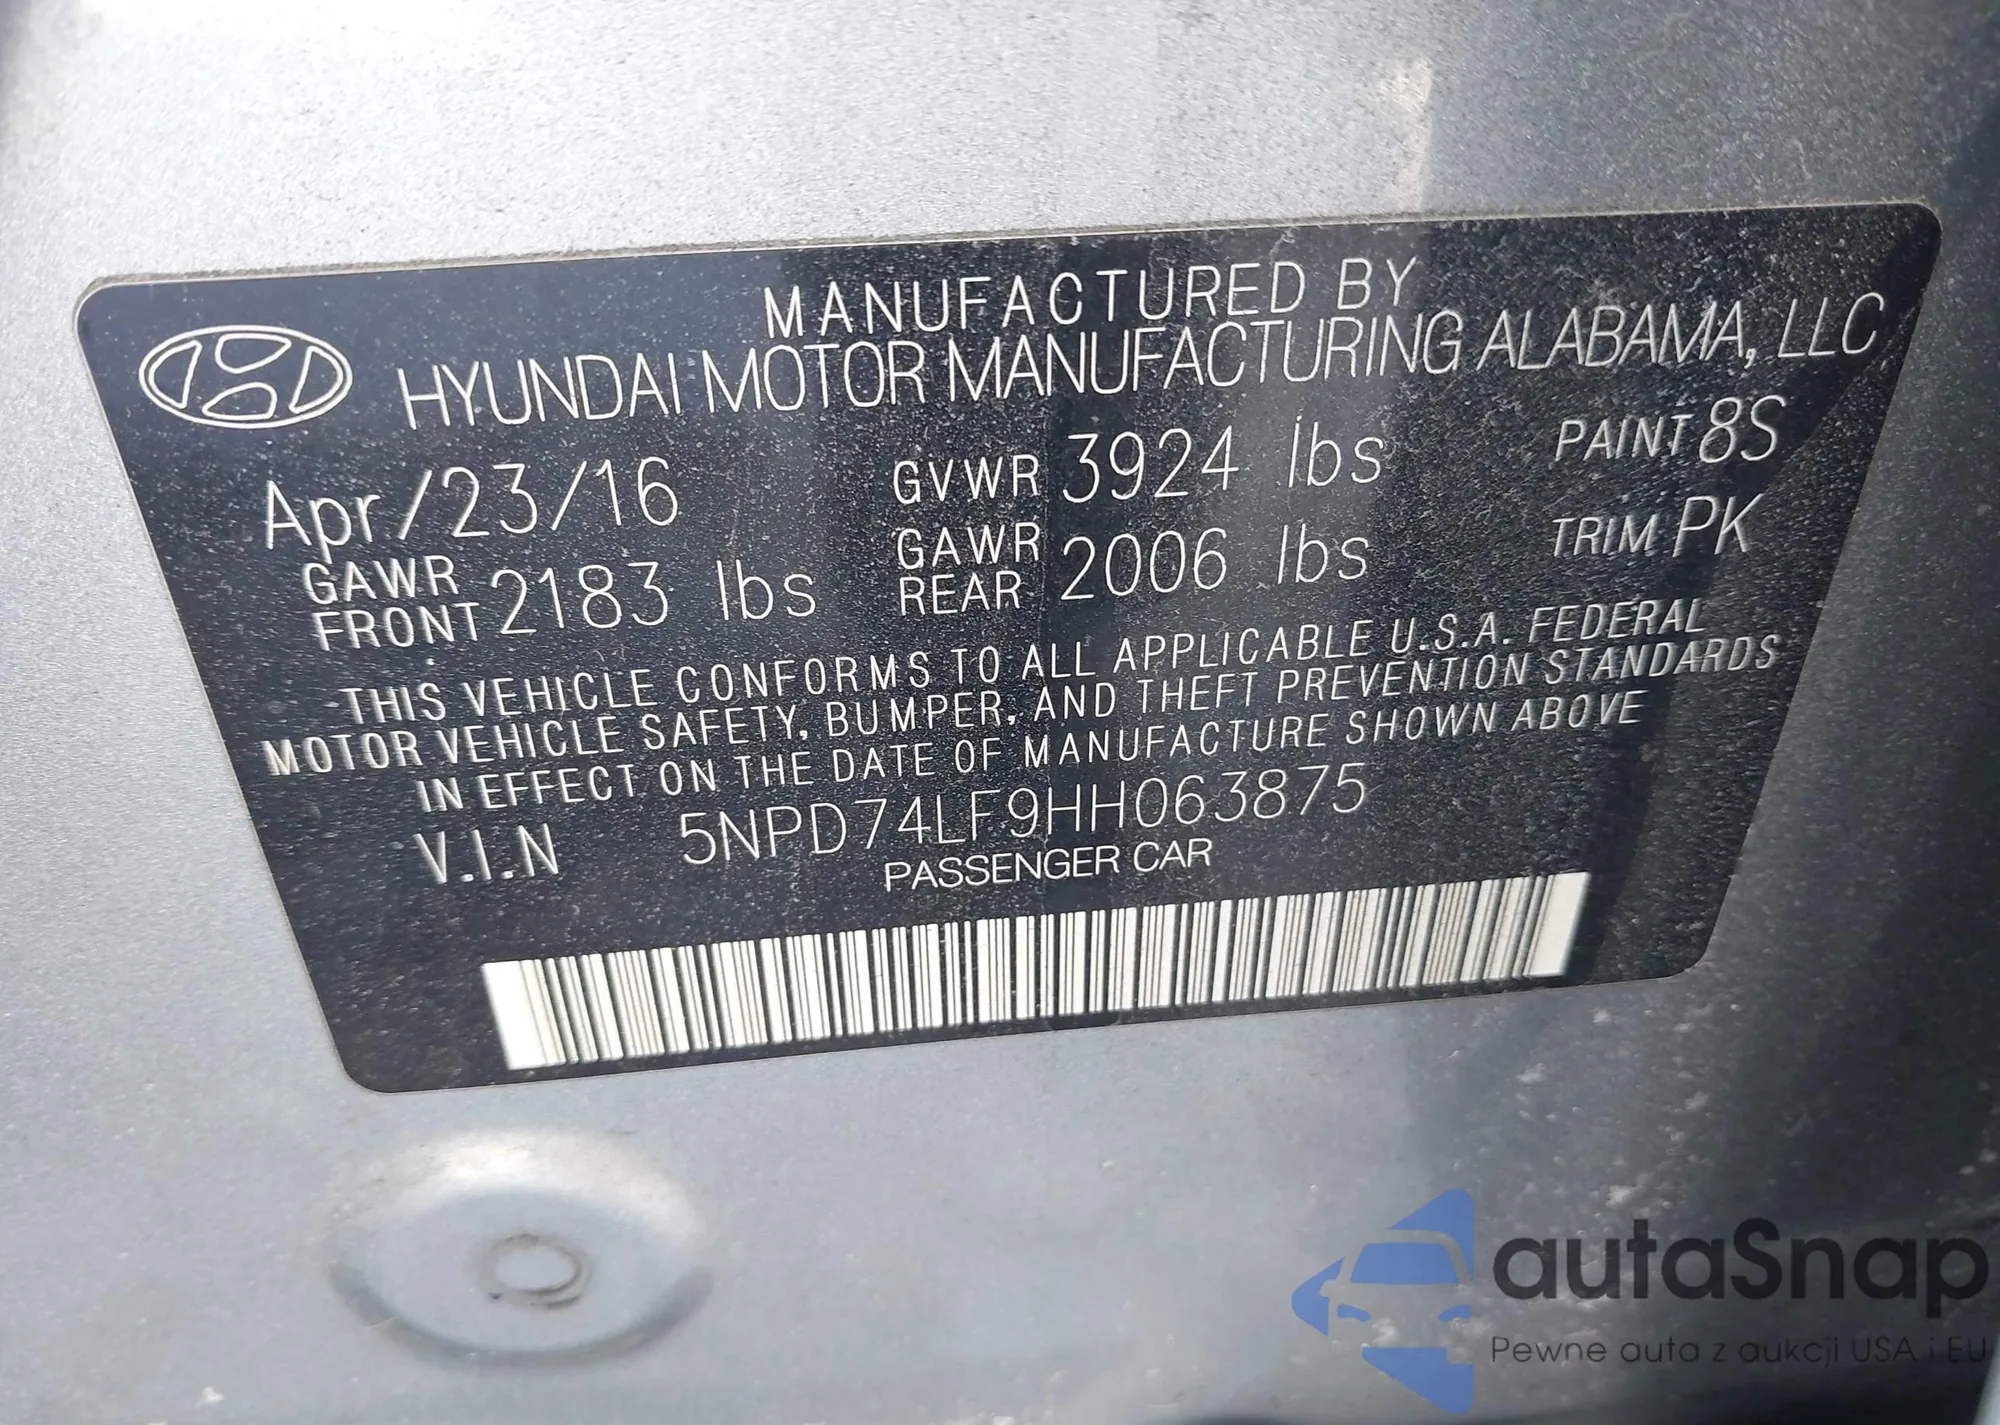 MANUFACTURED BY
HYUNDAI MOTOR MANUFACTURING ALABAMA, LLC
Apr/23/16 GVWR 3924 lbs PAINT 8S
GAWR FRONT 2183 lbs GAWR REAR 2006 lbs TRIM PK
THIS VEHICLE CONFORMS TO ALL APPLICABLE U.S.A. FEDERAL
MOTOR VEHICLE SAFETY, BUMPER, AND THEFT PREVENTION STANDARDS
IN EFFECT ON THE DATE OF MANUFACTURE SHOWN ABOVE
V.I.N 5NPD74LF9HH063875
PASSENGER CAR
autaSnap
Pewne auta z aukcji USA i EU